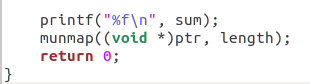 printf("%f\n", sum);
munmap((void *)ptr, length);
return 0;
}